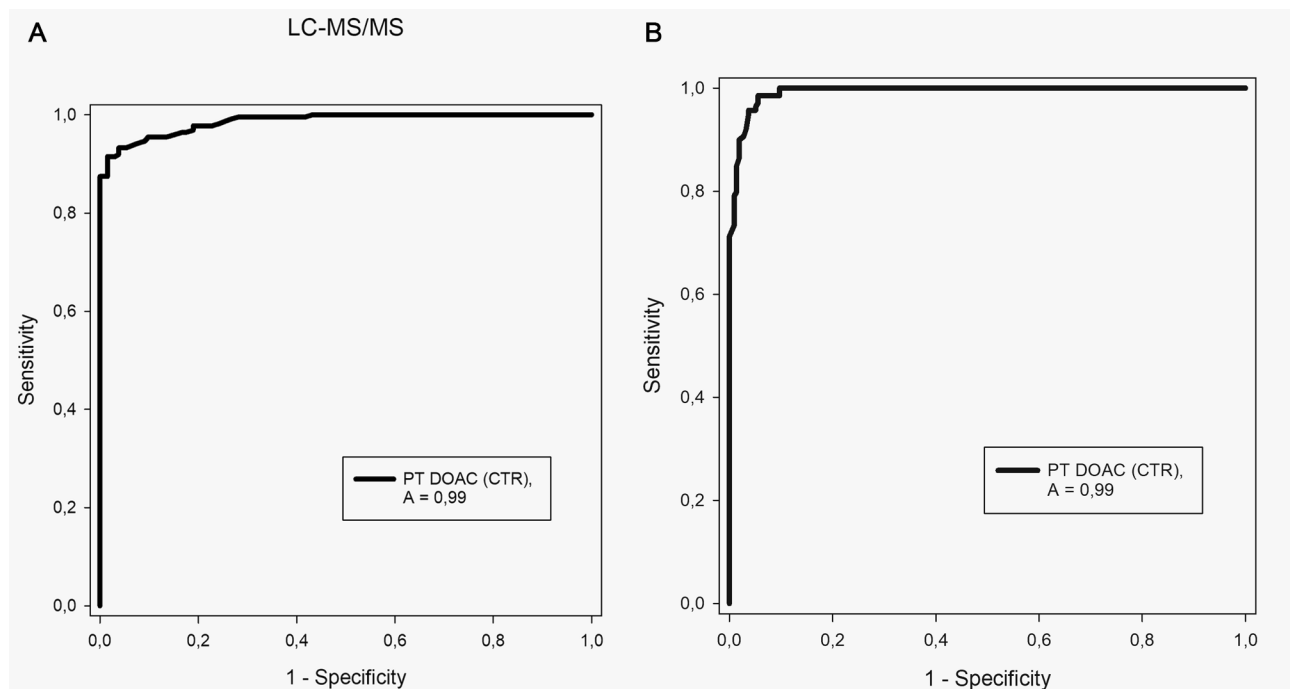 A
LC-MS/MS
B
1,0
0,8
0,6
0,4
0,2
0,0
Sensitivity
PT DOAC (CTR),
A = 0,99
0,0 0,2 0,4 0,6 0,8 1,0
1 - Specificity
1,0
0,8
0,6
0,4
0,2
0,0
Sensitivity
PT DOAC (CTR),
A = 0,99
0,0 0,2 0,4 0,6 0,8 1,0
1 - Specificity